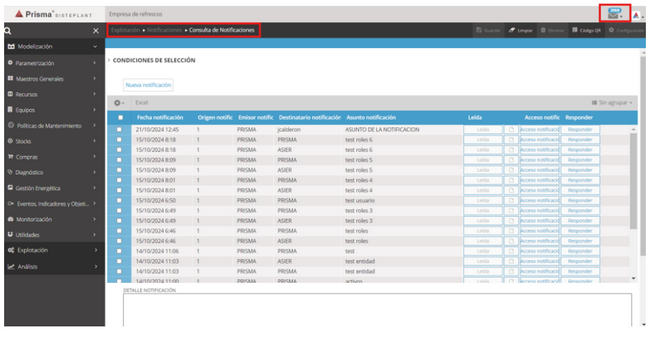 Prisma SISTEPLANT
Empresa de refrescos
Explotación • Notificaciones • Consulta de Notificaciones
Guardar Limpiar Eliminar Código QR Configuración
Modelización
Parametrización
Maestros Generales
Recursos
Equipos
Políticas de Mantenimiento
Stocks
Compras
Diagnóstico
Gestión Energética
Eventos, Indicadores y Objeti...
Monitorización
Utilidades
Explotación
Análisis
CONDICIONES DE SELECCIÓN
Nueva notificación
Excel Sin agrupar
Fecha notificación Origen notific Emisor notific Destinatario notificación Asunto notificación Leída Acceso notific Responder
21/10/2024 12:45 1 PRISMA jcalderon ASUNTO DE LA NOTIFICACION Leída Acceso notificació Responder
15/10/2024 8:18 1 PRISMA PRISMA test roles 6 Leída Acceso notificació Responder
15/10/2024 8:18 1 PRISMA ASIER test roles 6 Leída Acceso notificació Responder
15/10/2024 8:09 1 PRISMA PRISMA test roles 5 Leída Acceso notificació Responder
15/10/2024 8:09 1 PRISMA ASIER test roles 5 Leída Acceso notificació Responder
15/10/2024 8:01 1 PRISMA PRISMA test roles 4 Leída Acceso notificació Responder
15/10/2024 8:01 1 PRISMA ASIER test roles 4 Leída Acceso notificació Responder
15/10/2024 6:50 1 PRISMA PRISMA test usuario Leída Acceso notificació Responder
15/10/2024 6:49 1 PRISMA PRISMA test roles 3 Leída Acceso notificació Responder
15/10/2024 6:49 1 PRISMA ASIER test roles 3 Leída Acceso notificació Responder
15/10/2024 6:46 1 PRISMA PRISMA test roles Leída Acceso notificació Responder
15/10/2024 6:46 1 PRISMA ASIER test roles Leída Acceso notificació Responder
14/10/2024 11:06 1 PRISMA PRISMA test Leída Acceso notificació Responder
14/10/2024 11:03 1 PRISMA ASIER test entidad Leída Acceso notificació Responder
14/10/2024 11:03 1 PRISMA PRISMA test entidad Leída Acceso notificació Responder
14/10/2024 11:00 1 PRISMA PRISMA activos Leída Acceso notificació Responder
DETALLE NOTIFICACIÓN